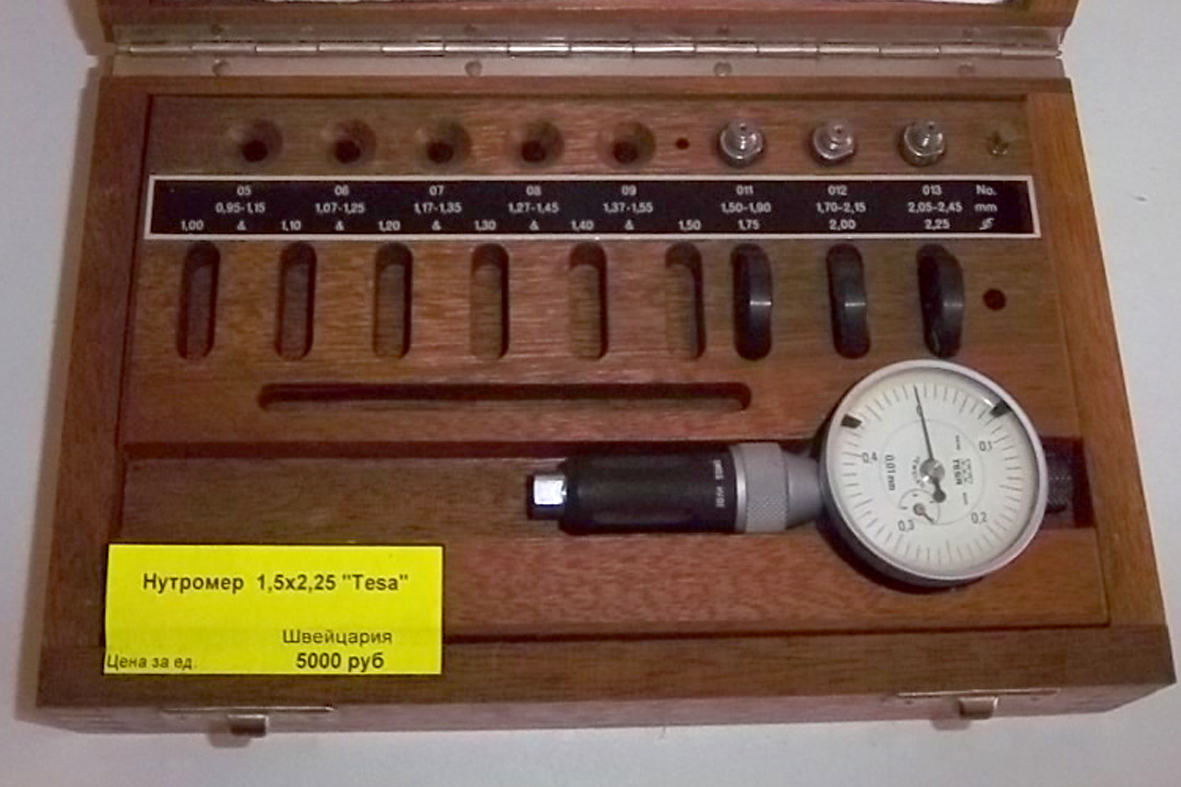 05 06 07 08 09 011 012 013 No.
0,95-1,15 1,07-1,25 1,17-1,35 1,27-1,45 1,37-1,55 1,50-1,90 1,70-2,15 2,05-2,45 mm
1,00 & 1,10 & 1,20 & 1,30 & 1,40 & 1,50 1,75 2,00 2,25
0
0,1
0,4
0,01 mm
TESA
0,2
0,3
Нутромер 1,5x2,25 "Tesa"
Швейцария
Цена за ед. 5000 руб